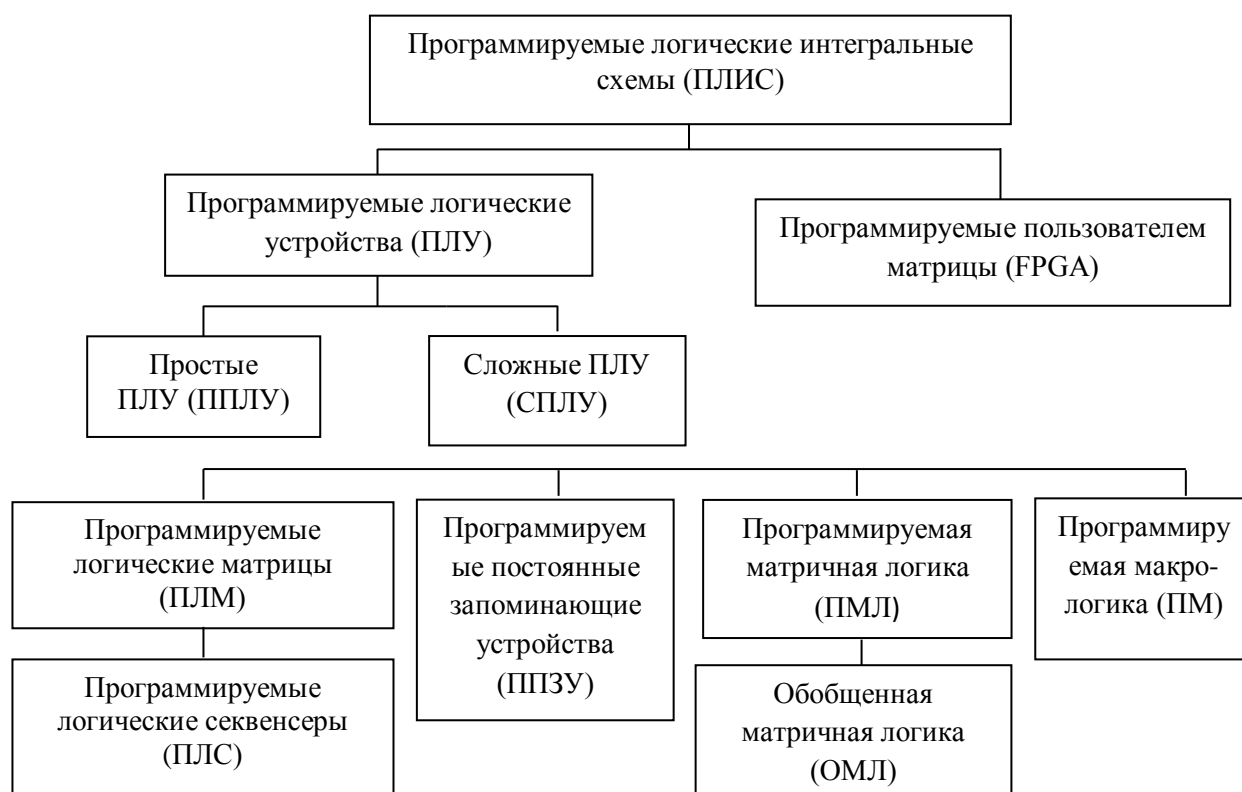 Программируемые логические интегральные
схемы (ПЛИС)
Программируемые логические
устройства (ПЛУ)
Программируемые пользователем
матрицы (FPGA)
Простые
ПЛУ (ППЛУ)
Сложные ПЛУ
(СПЛУ)
Программируемые
логические матрицы
(ПЛМ)
Программируем
ые постоянные
запоминающие
устройства
(ППЗУ)
Программируемая
матричная логика
(ПМЛ)
Программиру
емая макро-
логика (ПМ)
Программируемые
логические секвенсеры
(ПЛС)
Обобщенная
матричная логика
(ОМЛ)